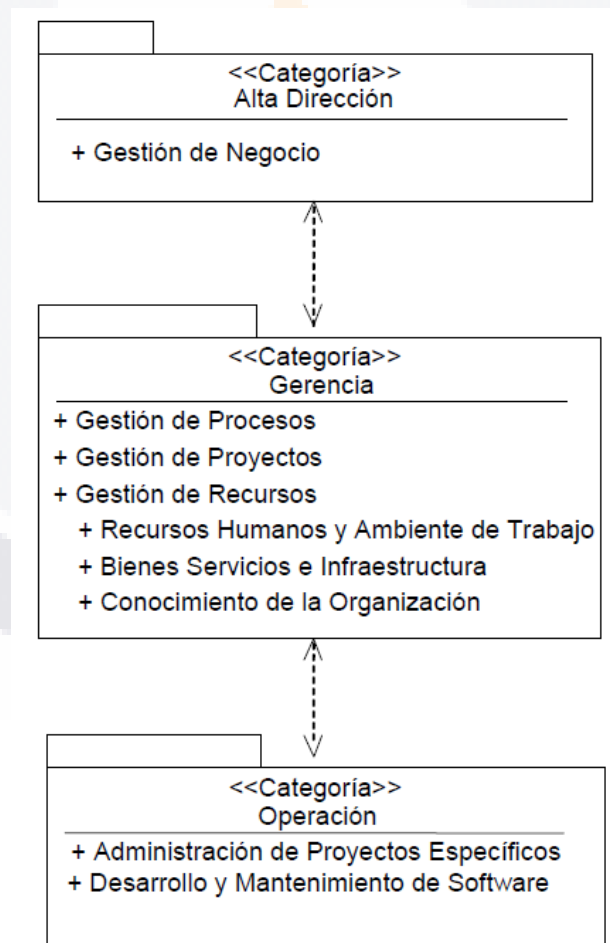 <<Categoría>>
Alta Dirección
+ Gestión de Negocio
<<Categoría>>
Gerencia
+ Gestión de Procesos
+ Gestión de Proyectos
+ Gestión de Recursos
+ Recursos Humanos y Ambiente de Trabajo
+ Bienes Servicios e Infraestructura
+ Conocimiento de la Organización
<<Categoría>>
Operación
+ Administración de Proyectos Específicos
+ Desarrollo y Mantenimiento de Software